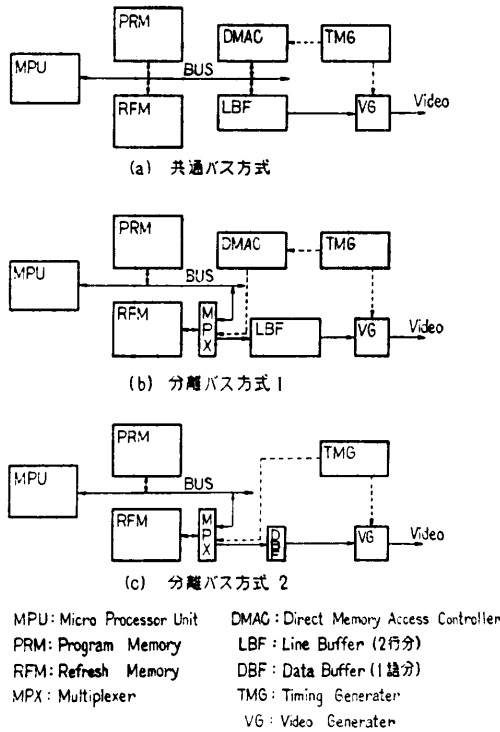 PRM
DMAC
TMG
MPU
BUS
RFM
LBF
VG
Video
(a) 共通バス方式
PRM
DMAC
TMG
MPU
BUS
RFM
MPX
LBF
VG
Video
(b) 分離バス方式1
PRM
TMG
MPU
BUS
RFM
MPX
DBF
VG
Video
(c) 分離バス方式 2
MPU: Micro Processor Unit
DMAC: Direct Memory Access Controller
PRM: Program Memory
LBF: Line Buffer (2行分)
RFM: Refresh Memory
DBF: Data Buffer (1語分)
MPX: Multiplexer
TMG: Timing Generater
VG: Video Generater